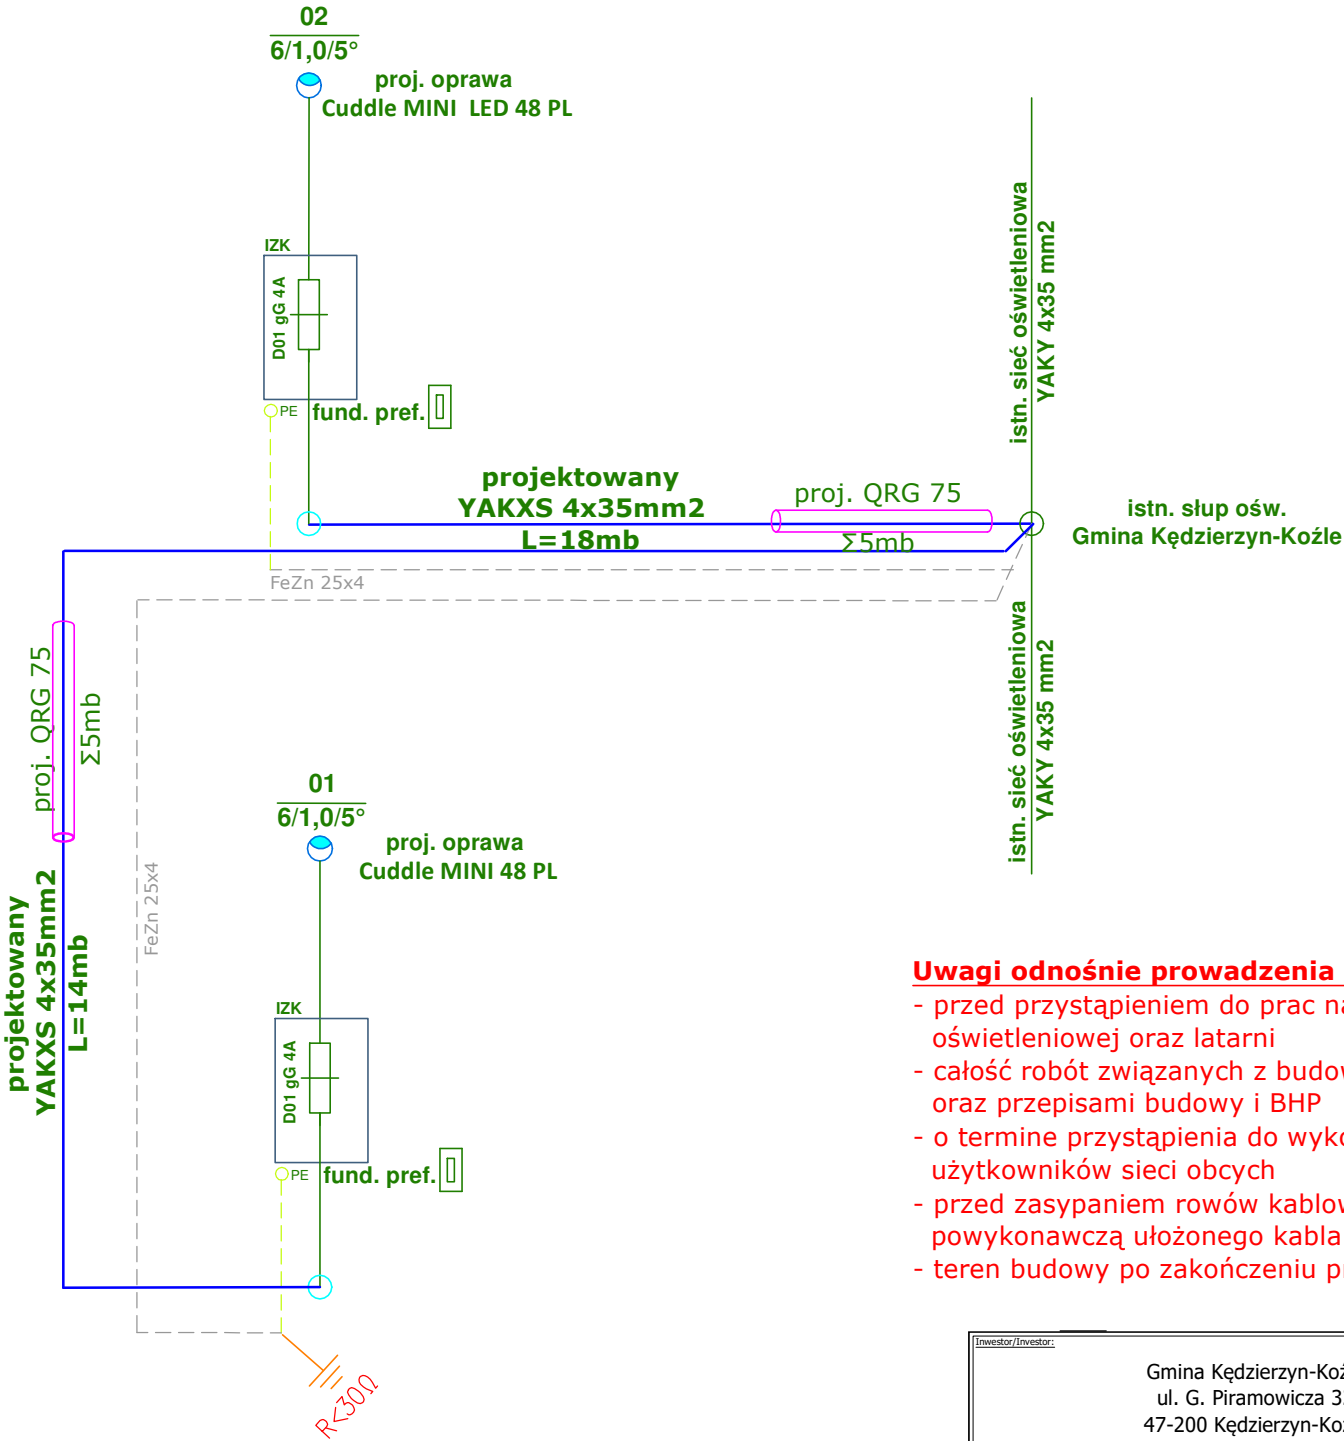 02
6/1,0/5°
proj. oprawa
Cuddle MINI LED 48 PL
IZK
D01 gG 4A
PE
fund. pref.
projektowany
YAKXS 4x35mm2
L=18mb
proj. QRG 75
Σ5mb
istn. sieć oświetleniowa
YAKY 4x35 mm2
istn. słup ośw.
Gmina Kędzierzyn-Koźle
FeZn 25x4
istn. sieć oświetleniowa
YAKY 4x35 mm2
proj. QRG 75
Σ5mb
projektowany
YAKXS 4x35mm2
L=14mb
FeZn 25x4
01
6/1,0/5°
proj. oprawa
Cuddle MINI 48 PL
IZK
D01 gG 4A
PE
fund. pref.
R<30Ω
Uwagi odnośnie prowadzenia
- przed przystąpieniem do prac na
oświetleniowej oraz latarni
- całość robót związanych z budow
oraz przepisami budowy i BHP
- o termine przystąpienia do wyko
użytkowników sieci obcych
- przed zasypaniem rowów kablow
powykonawczą ułożonego kabla
- teren budowy po zakończeniu pr
Inwestor/Investor:
Gmina Kędzierzyn-Koź
ul. G. Piramowicza 3
47-200 Kędzierzyn-Koź